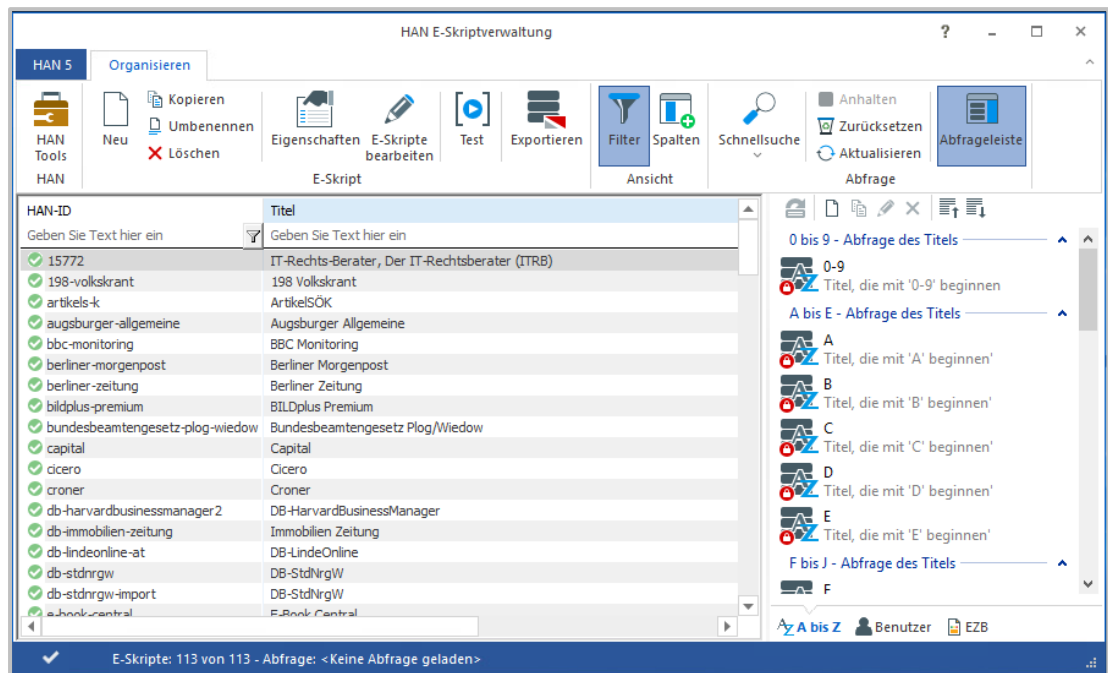 HAN E-Skriptverwaltung
HAN 5 Organisieren
HAN Tools
Neu
Kopieren
Umbenennen
Löschen
Eigenschaften
E-Skripte bearbeiten
Test
Exportieren
Filter
Spalten
Schnellsuche
Anhalten
Zurücksetzen
Aktualisieren
Abfrageleiste
HAN E-Skript Ansicht Abfrage
HAN-ID Titel
Geben Sie Text hier ein Geben Sie Text hier ein
15772 IT-Rechts-Berater, Der IT-Rechtsberater (ITRB)
198-volkskrant 198 Volkskrant
artikels-k ArtikelSÖK
augsburger-allgemeine Augsburger Allgemeine
bbc-monitoring BBC Monitoring
berliner-morgenpost Berliner Morgenpost
berliner-zeitung Berliner Zeitung
bildplus-premium BILDplus Premium
bundesbeamtengesetz-plog-wiedow Bundesbeamtengesetz Plog/Wiedow
capital Capital
cicero Cicero
croner Croner
db-harvardbusinessmanager2 DB-HarvardBusinessManager
db-immobilien-zeitung Immobilien Zeitung
db-lindeonline-at DB-LindeOnline
db-stdnrgw DB-StdNrgW
db-stdnrgw-import DB-StdNrgW
e-book-central E-Book Central
0 bis 9 - Abfrage des Titels
0-9
Titel, die mit '0-9' beginnen
A bis E - Abfrage des Titels
A
Titel, die mit 'A' beginnen'
B
Titel, die mit 'B' beginnen'
C
Titel, die mit 'C' beginnen'
D
Titel, die mit 'D' beginnen'
E
Titel, die mit 'E' beginnen'
F bis J - Abfrage des Titels
F
A bis Z Benutzer EZB
E-Skripte: 113 von 113 - Abfrage: <Keine Abfrage geladen>